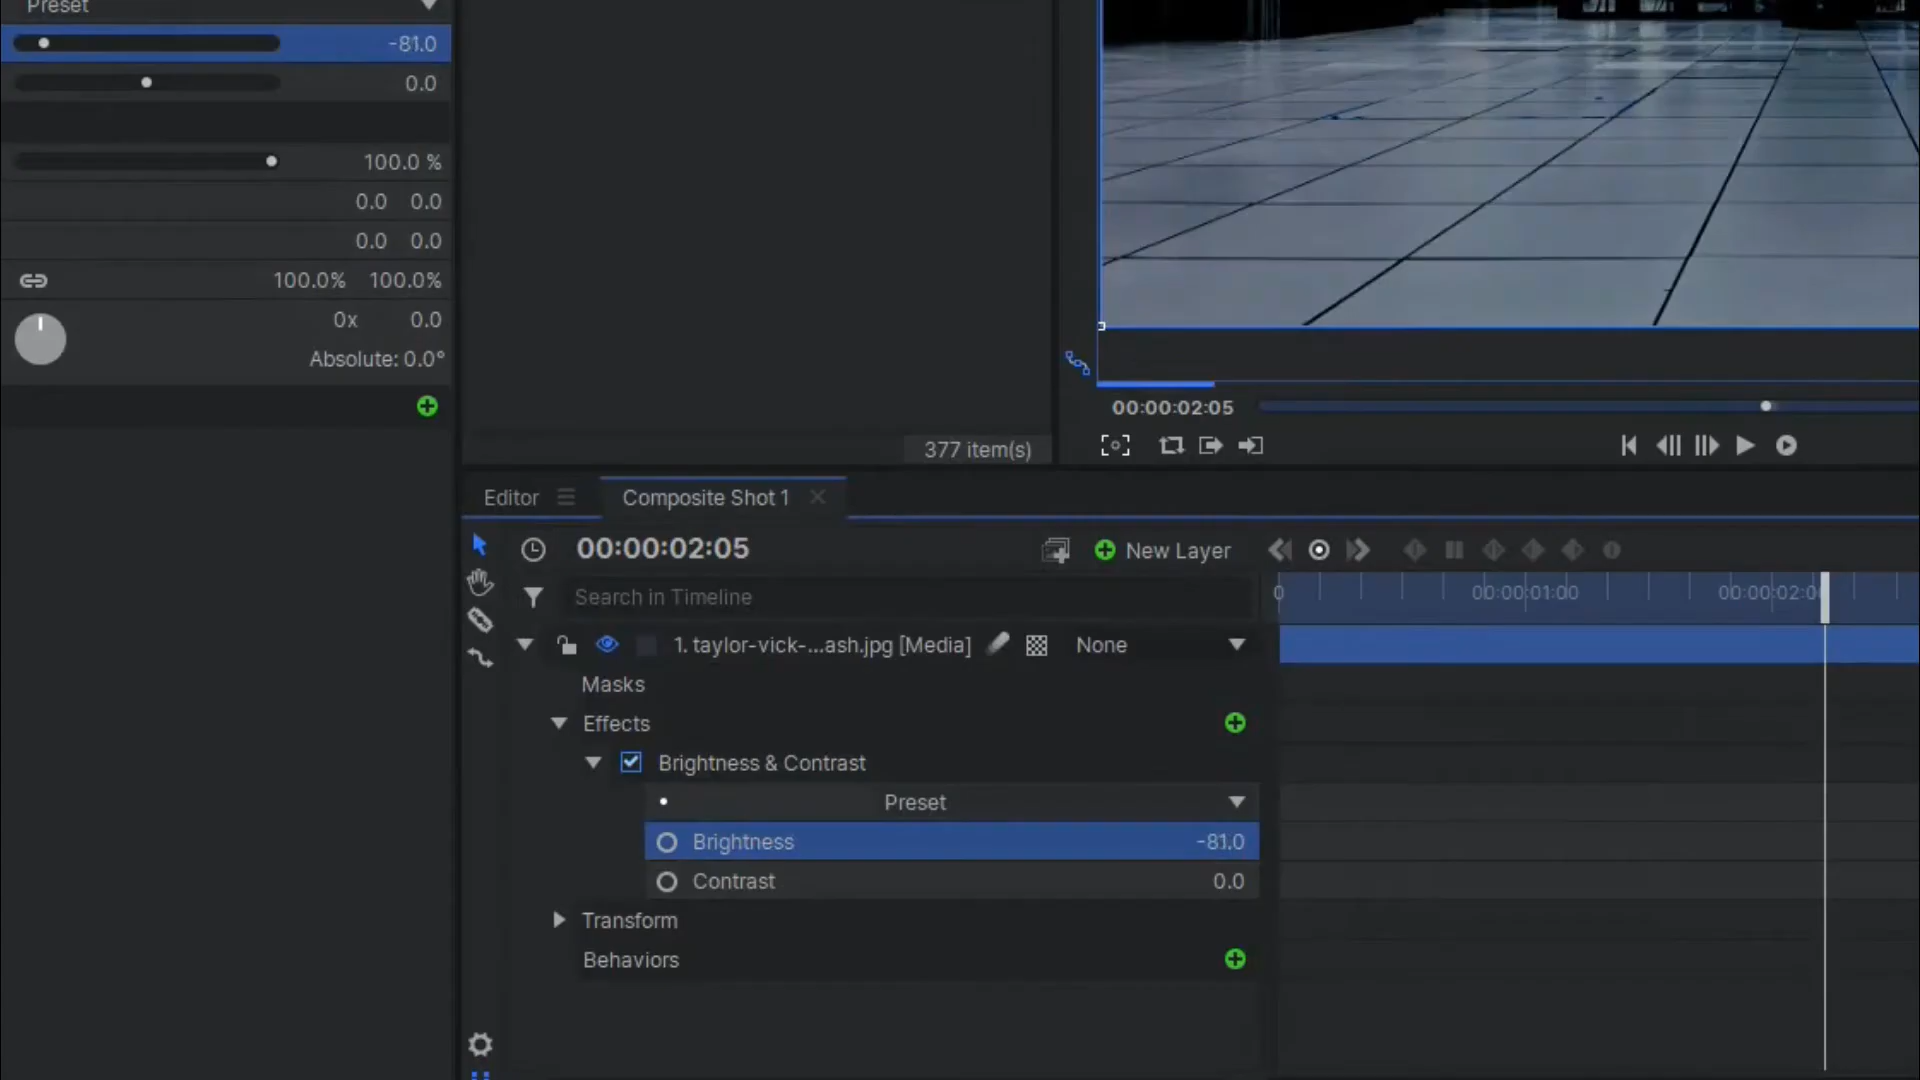 Preset
-81.0
0.0
100.0 %
0.0 0.0
0.0 0.0
100.0% 100.0%
0x 0.0
Absolute: 0.0°
377 item(s)
00:00:02:05
Editor
Composite Shot 1
00:00:02:05
New Layer
Search in Timeline
0 00:00:01:00
1. taylor-vick-...ash.jpg [Media] None
Masks
Effects
Brightness & Contrast
Preset
Brightness -81.0
Contrast 0.0
Transform
Behaviors